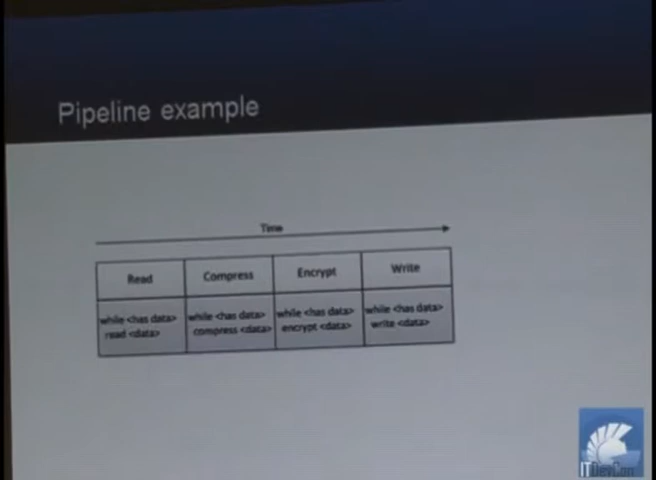 Pipeline example
Time
Read
Compress
Encrypt
Write
while <has data>
read <data>
while <has data>
compress <data>
while <has data>
encrypt <data>
while <has data>
write <data>
ITDevCon